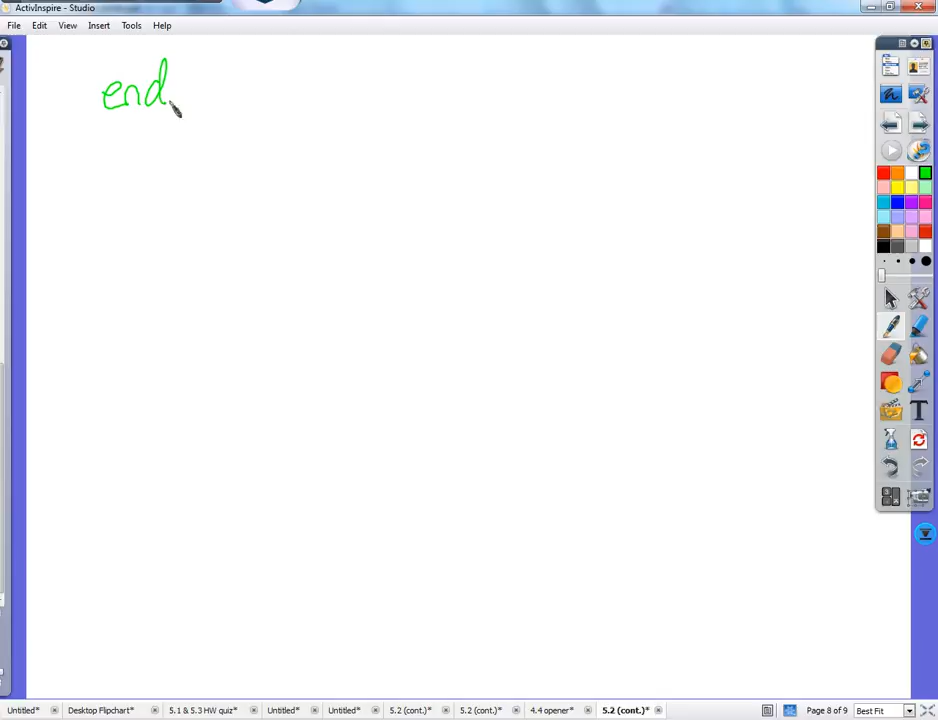 ActivInspire - Studio
File Edit View Insert Tools Help
end
Untitled* Desktop Flipchart* 5.1 & 5.3 HW quiz* Untitled* Untitled* 5.2 (cont.)* 5.2 (cont.)* 4.4 opener* 5.2 (cont.)* Page 8 of 9 Best Fit